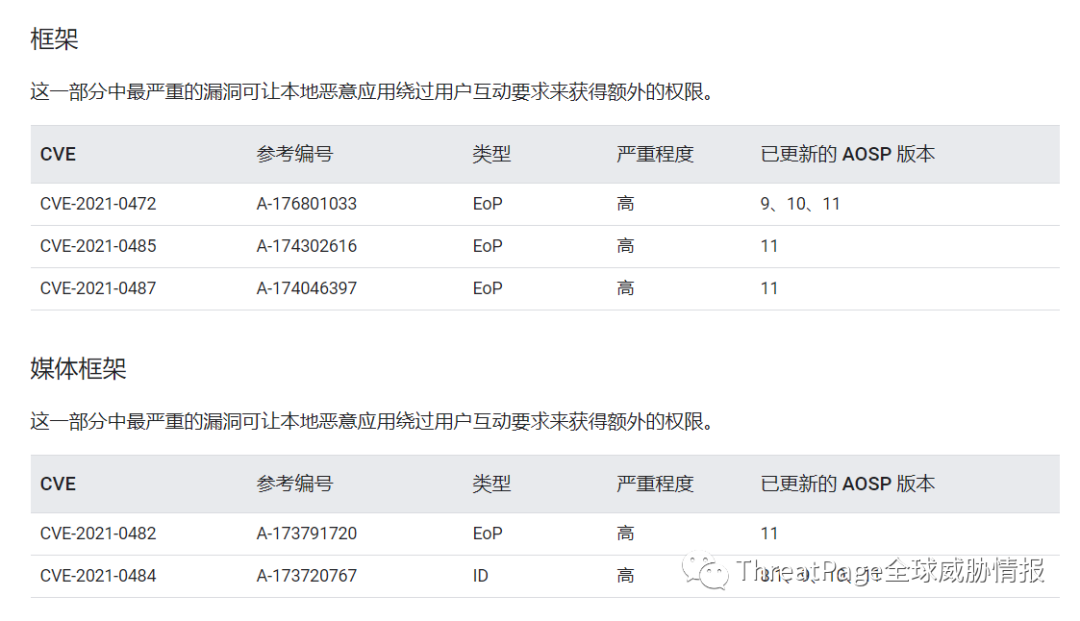 框架
这一部分中最严重的漏洞可让本地恶意应用绕过用户互动要求来获得额外的权限。
CVE 参考编号 类型 严重程度 已更新的 AOSP 版本
CVE-2021-0472 A-176801033 EoP 高 9、10、11
CVE-2021-0485 A-174302616 EoP 高 11
CVE-2021-0487 A-174046397 EoP 高 11
媒体框架
这一部分中最严重的漏洞可让本地恶意应用绕过用户互动要求来获得额外的权限。
CVE 参考编号 类型 严重程度 已更新的 AOSP 版本
CVE-2021-0482 A-173791720 EoP 高 11
CVE-2021-0484 A-173720767 ID 高
ThreatPage全球威胁情报